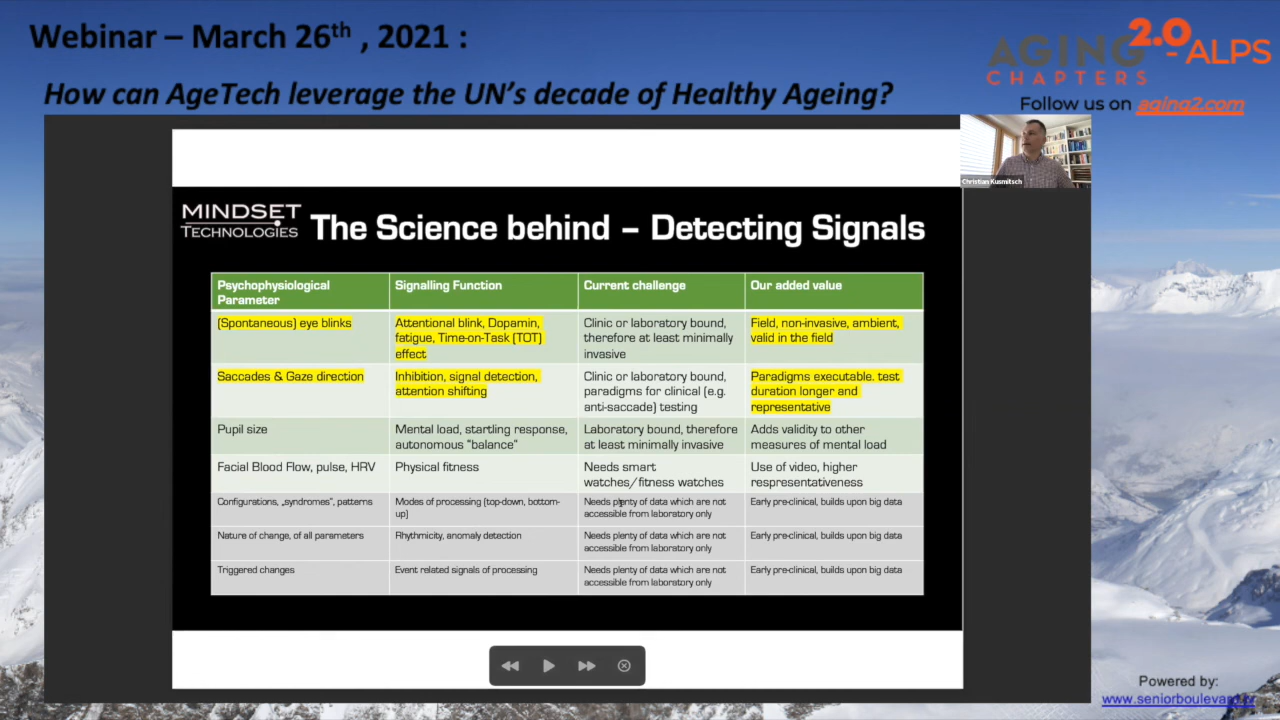 Webinar – March 26th , 2021 :
How can AgeTech leverage the UN's decade of Healthy Ageing?
AGING 2.0 - ALPS
CHAPTERS
Follow us on aging2.com
Christian Kusmitsch
MINDSET
TECHNOLOGIES
The Science behind – Detecting Signals
Psychophysiological
Parameter
Signalling Function
Current challenge
Our added value
(Spontaneous) eye blinks
Attentional blink, Dopamin,
fatigue, Time-on-Task (TOT)
effect
Clinic or laboratory bound,
therefore at least minimally
invasive
Field, non-invasive, ambient,
valid in the field
Saccades & Gaze direction
Inhibition, signal detection,
attention shifting
Clinic or laboratory bound,
paradigms for clinical (e.g.
anti-saccade) testing
Paradigms executable. test
duration longer and
representative
Pupil size
Mental load, startling response,
autonomous "balance"
Laboratory bound, therefore
at least minimally invasive
Adds validity to other
measures of mental load
Facial Blood Flow, pulse, HRV
Physical fitness
Needs smart
watches/fitness watches
Use of video, higher
respresentativeness
Configurations, „syndromes", patterns
Modes of processing (top-down, bottom-
up)
Needs plenty of data which are not
accessible from laboratory only
Early pre-clinical, builds upon big data
Nature of change, of all parameters
Rhythmicity, anomaly detection
Needs plenty of data which are not
accessible from laboratory only
Early pre-clinical, builds upon big data
Triggered changes
Event related signals of processing
Needs plenty of data which are not
accessible from laboratory only
Early pre-clinical, builds upon big data
Powered by: